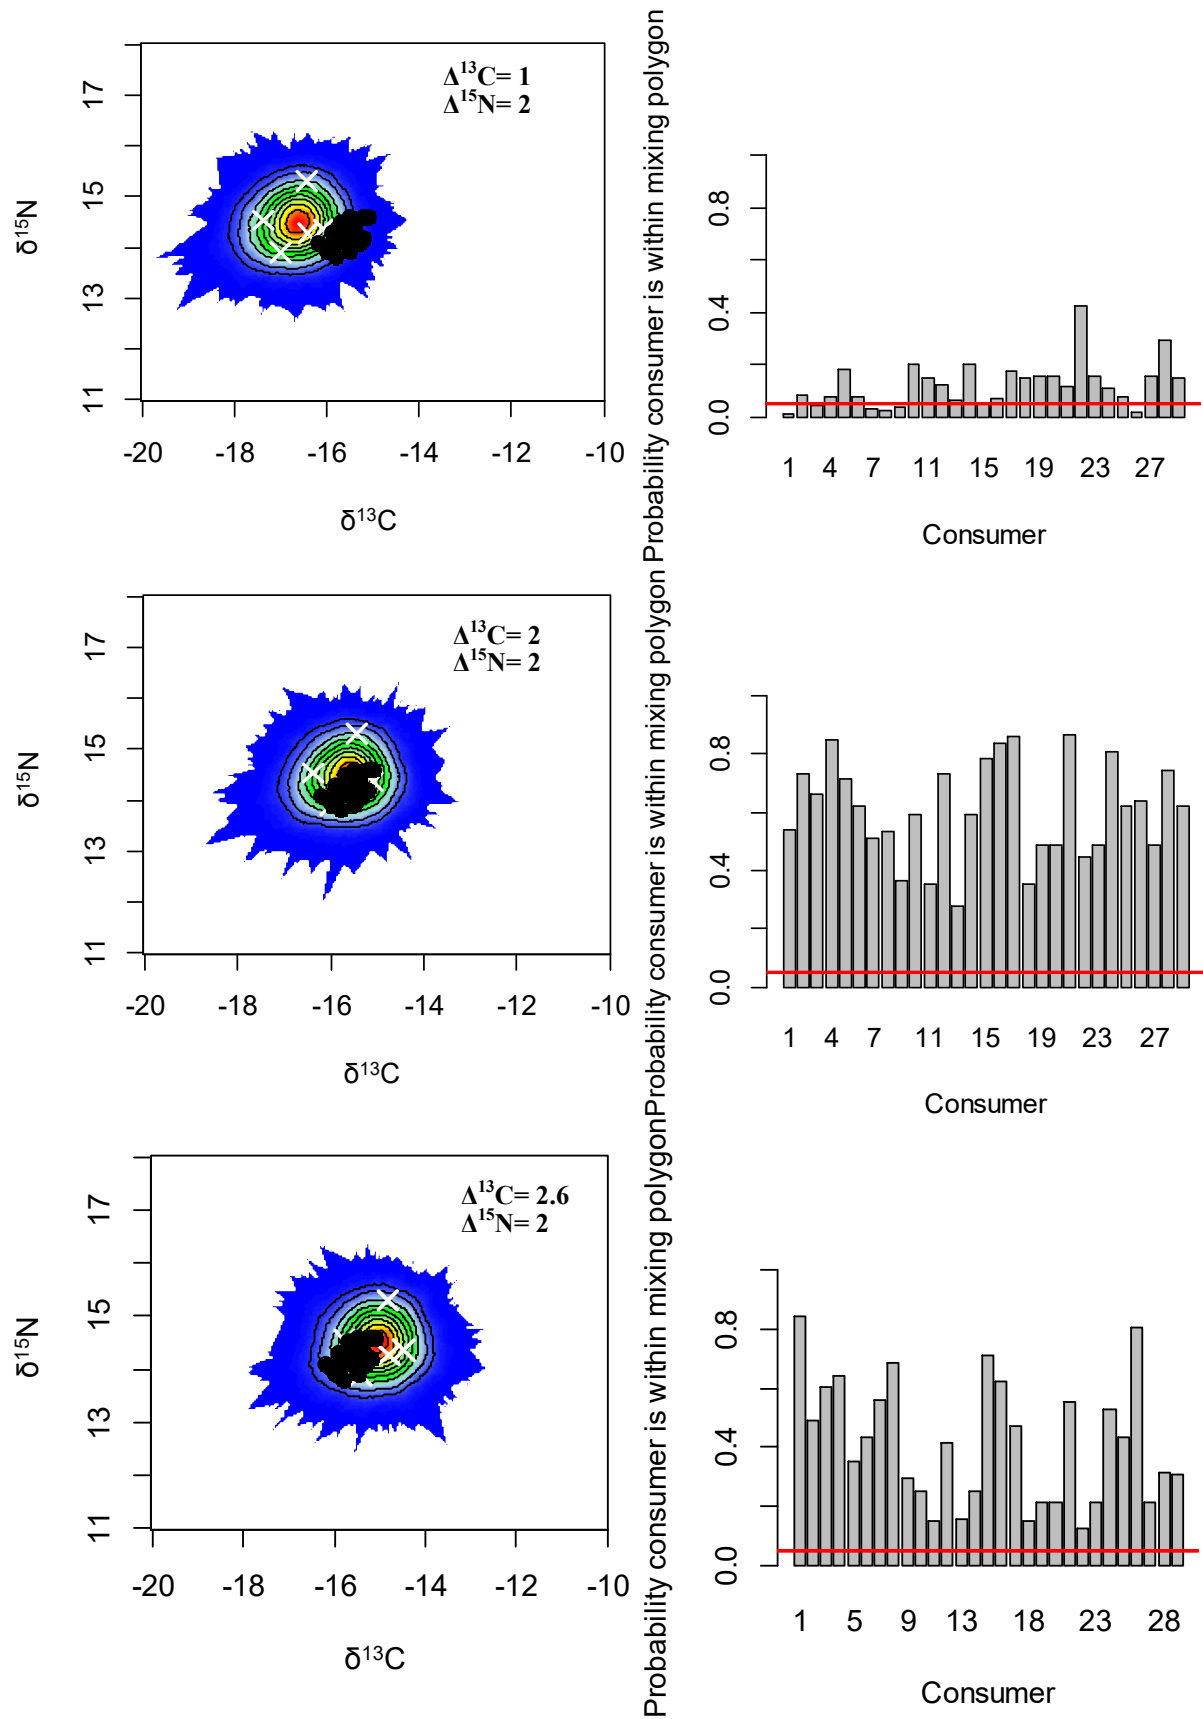 Δ¹³C= 1
Δ¹⁵N= 2
δ¹⁵N
17
15
13
11
-20 -18 -16 -14 -12 -10
δ¹³C
Probability consumer is within mixing polygon
0.8
0.4
0.0
1 4 7 11 15 19 23 27
Consumer
Δ¹³C= 2
Δ¹⁵N= 2
δ¹⁵N
17
15
13
11
-20 -18 -16 -14 -12 -10
δ¹³C
Probability consumer is within mixing polygon
0.8
0.4
0.0
1 4 7 11 15 19 23 27
Consumer
Δ¹³C= 2.6
Δ¹⁵N= 2
δ¹⁵N
17
15
13
11
-20 -18 -16 -14 -12 -10
δ¹³C
Probability consumer is within mixing polygon
0.8
0.4
0.0
1 5 9 13 18 23 28
Consumer